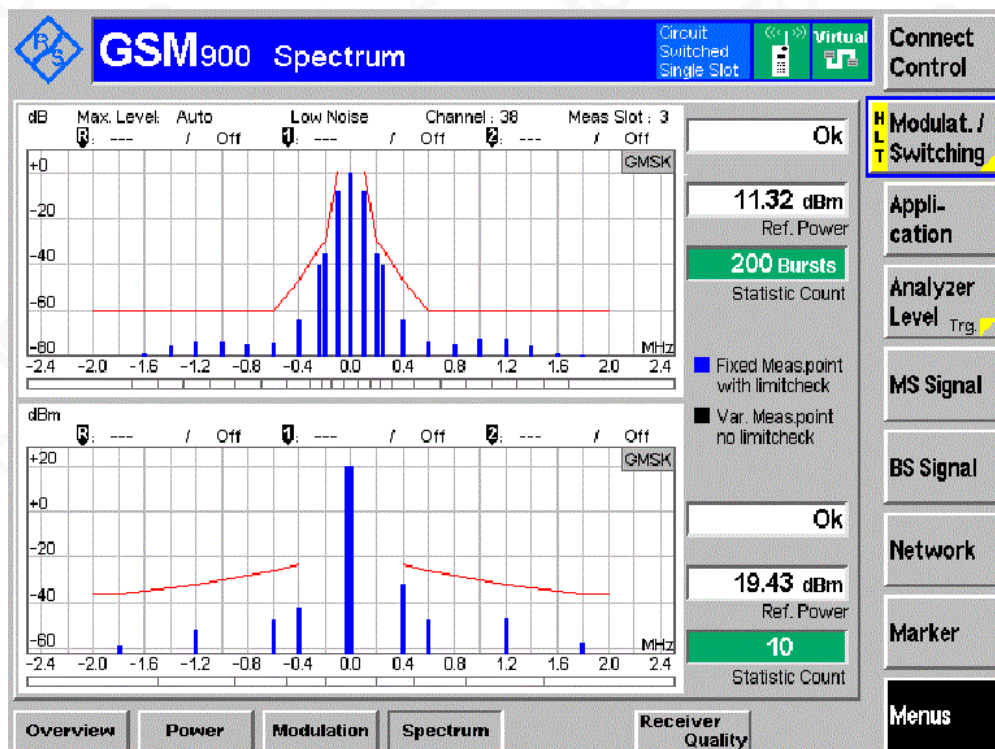 R/S
GSM900 Spectrum
Circuit
Switched
Single Slot
Virtual
Connect
Control
dB Max. Level: Auto Low Noise Channel : 38 Meas Slot : 3
R: --- / Off 1: --- / Off 2: --- / Off
GMSK
+0
-20
-40
-60
-80
MHz
-2.4 -2.0 -1.6 -1.2 -0.8 -0.4 0.0 0.4 0.8 1.2 1.6 2.0 2.4
Ok
11.32 dBm
Ref. Power
200 Bursts
Statistic Count
Fixed Meas.point
with limitcheck
Var. Meas.point
no limitcheck
dBm
R: --- / Off 1: --- / Off 2: --- / Off
GMSK
+20
+0
-20
-40
-60
MHz
-2.4 -2.0 -1.6 -1.2 -0.8 -0.4 0.0 0.4 0.8 1.2 1.6 2.0 2.4
Ok
19.43 dBm
Ref. Power
10
Statistic Count
HLT
Modulat. /
Switching
Appli-
cation
Analyzer
Level Trg.
MS Signal
BS Signal
Network
Marker
Menus
Overview Power Modulation Spectrum Receiver
Quality